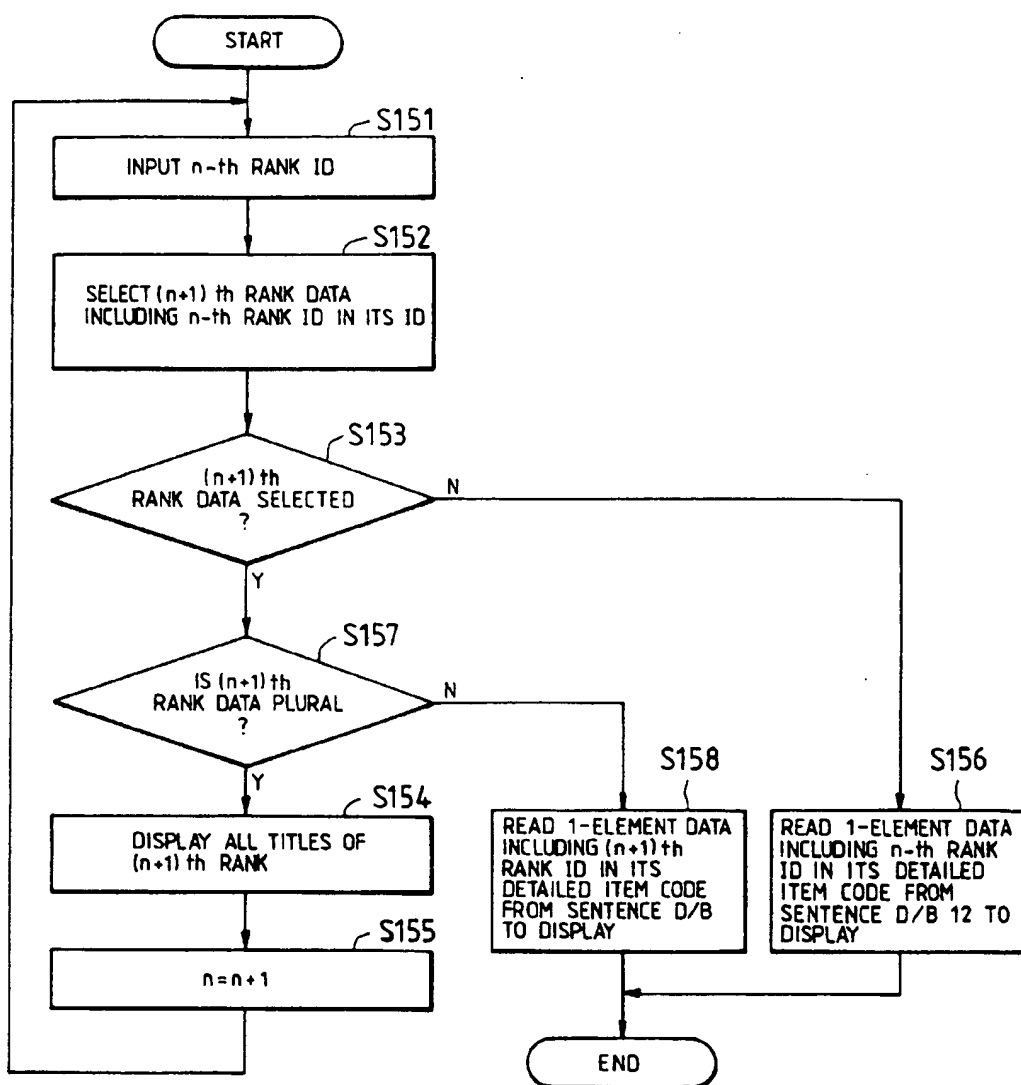 START
S151
INPUT n-th RANK ID
S152
SELECT (n+1) th RANK DATA
INCLUDING n-th RANK ID IN ITS ID
S153
(n+1) th
RANK DATA SELECTED
?
N
Y
S157
IS (n+1) th
RANK DATA PLURAL
?
N
Y
S154
DISPLAY ALL TITLES OF
(n+1) th RANK
S155
n=n+1
S158
READ 1-ELEMENT DATA
INCLUDING (n+1) th
RANK ID IN ITS
DETAILED ITEM CODE
FROM SENTENCE D/B
TO DISPLAY
S156
READ 1-ELEMENT DATA
INCLUDING n-th RANK
ID IN ITS DETAILED
ITEM CODE FROM
SENTENCE D/B 12 TO
DISPLAY
END